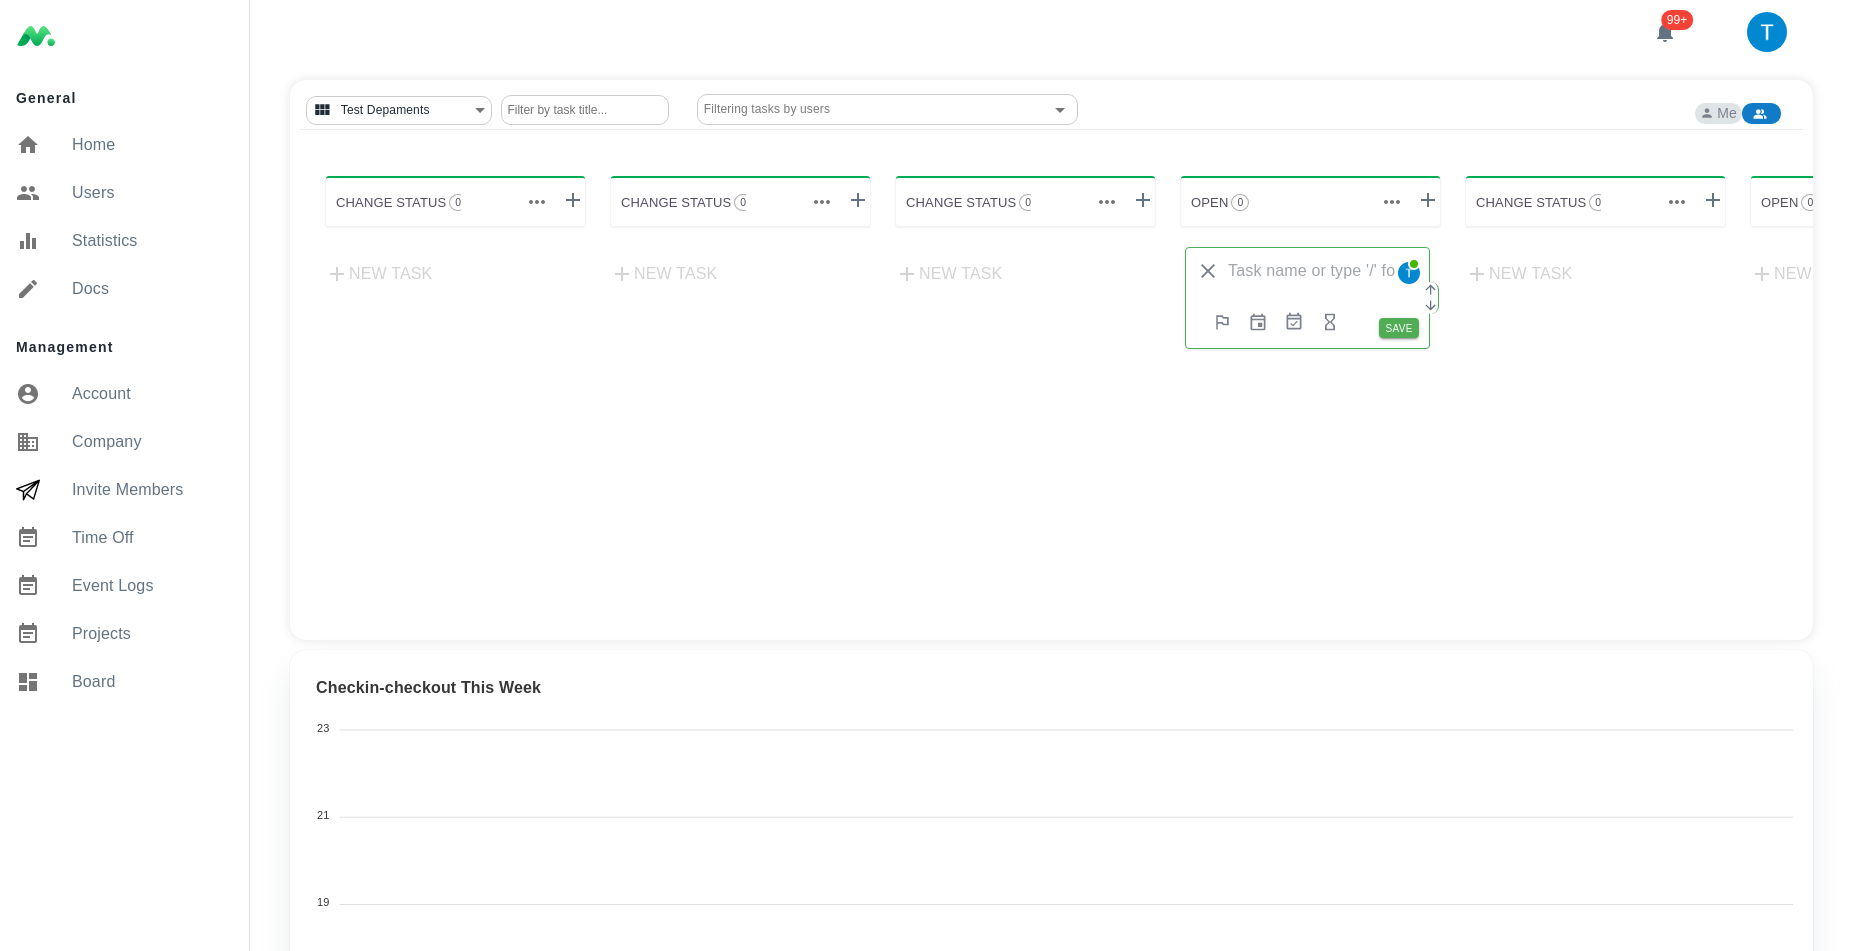 99+
T
General
Home
Users
Statistics
Docs
Management
Account
Company
Invite Members
Time Off
Event Logs
Projects
Board
Test Depaments
Filter by task title...
Filtering tasks by users
Me
CHANGE STATUS 0
CHANGE STATUS 0
CHANGE STATUS 0
OPEN 0
CHANGE STATUS 0
OPEN 0
NEW TASK
NEW TASK
NEW TASK
Task name or type '/' fo
T
SAVE
NEW TASK
NEW
Checkin-checkout This Week
23
21
19